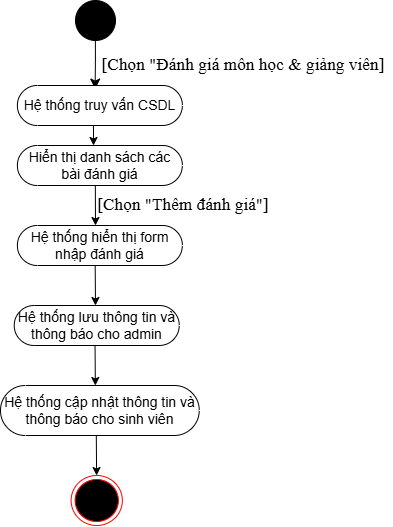 [Chọn "Đánh giá môn học & giảng viên]
Hệ thống truy vấn CSDL
Hiển thị danh sách các
bài đánh giá
[Chọn "Thêm đánh giá"]
Hệ thống hiển thị form
nhập đánh giá
Hệ thống lưu thông tin và
thông báo cho admin
Hệ thống cập nhật thông tin và
thông báo cho sinh viên